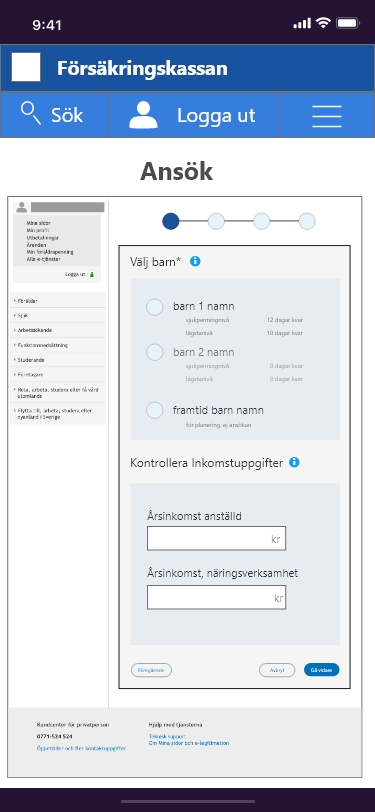 9:41
Försäkringskassan
Sök
Logga ut
Ansök
Mina sidor
Min profil
Utbetalningar
Ärenden
Min föräldrapenning
Alla e-tjänster
Logga ut
Förälder
Sjuk
Arbetssökande
Funktionsnedsättning
Studerande
Företagare
Resa, arbeta, studera eller få vård
utomlands
Flytta till, arbeta, studera eller
nyanländ i Sverige
Välj barn*
barn 1 namn
sjukpenningnivå 12 dagar kvar
lägstenivå 10 dagar kvar
barn 2 namn
sjukpenningnivå 0 dagar kvar
lägstenivå 0 dagar kvar
framtid barn namn
för planering, ej ansökan
Kontrollera Inkomstuppgifter
Årsinkomst anställd
kr
Årsinkomst, näringsverksamhet
kr
Föregående
Avbryt
Gå vidare
Kundcenter för privatperson
0771-524 524
Öppettider och fler kontaktuppgifter
Hjälp med tjänsterna
Teknisk support
Om Mina sidor och e-legitimation